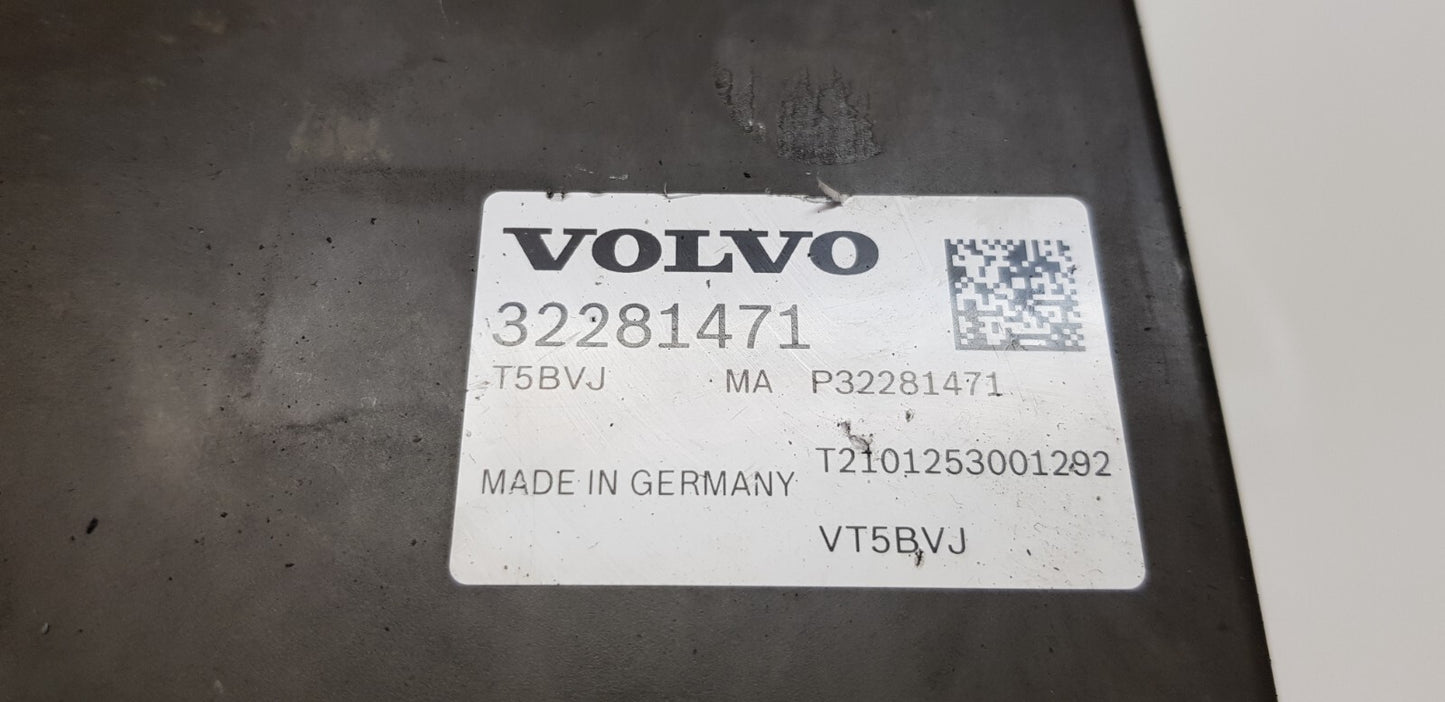 VOLVO
32281471
T5BVJ MA P32281471
T2101253001292
MADE IN GERMANY
VT5BVJ